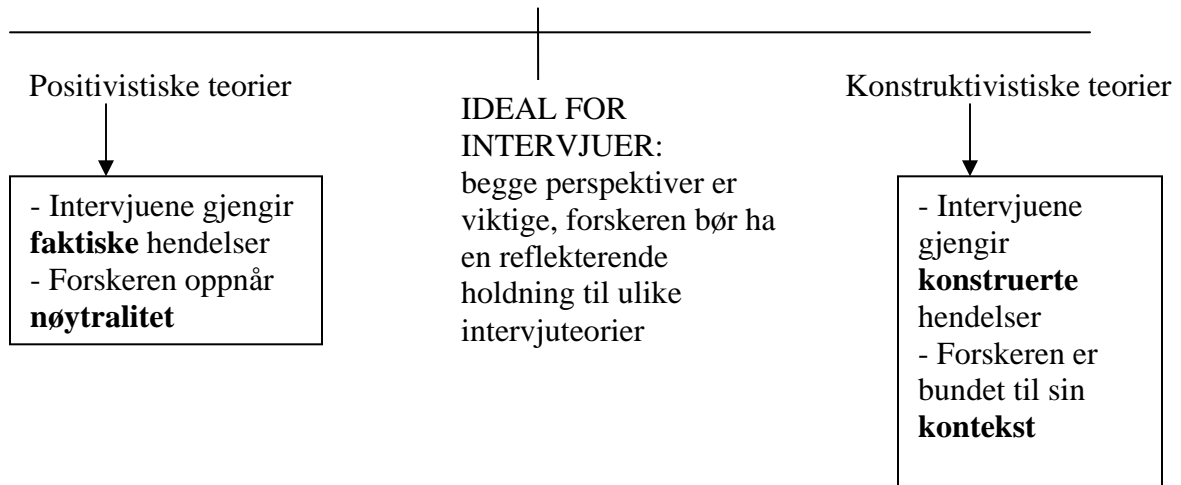 Positivistiske teorier
- Intervjuene gjengir
faktiske hendelser
- Forskeren oppnår
nøytralitet
IDEAL FOR
INTERVJUER:
begge perspektiver er
viktige, forskeren bør ha
en reflekterende
holdning til ulike
intervjuteorier
Konstruktivistiske teorier
- Intervjuene
gjengir
konstruerte
hendelser
- Forskeren er
bundet til sin
kontekst